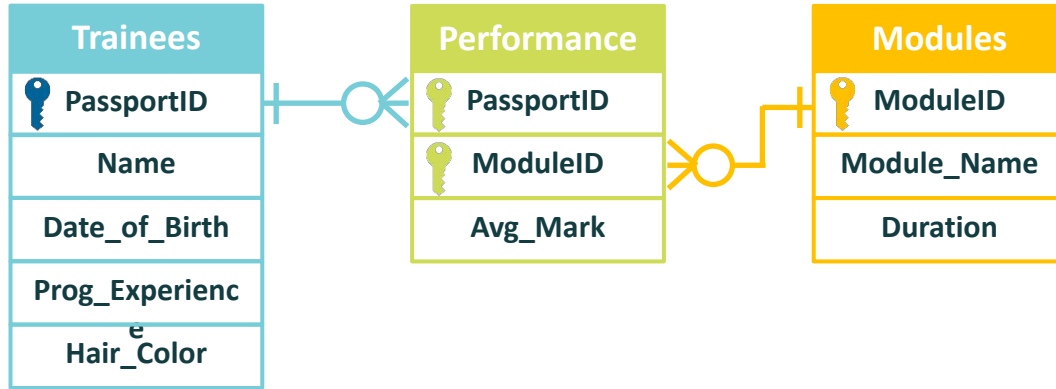 Trainees
PassportID
Name
Date_of_Birth
Prog_Experienc
e
Hair_Color
Performance
PassportID
ModuleID
Avg_Mark
Modules
ModuleID
Module_Name
Duration